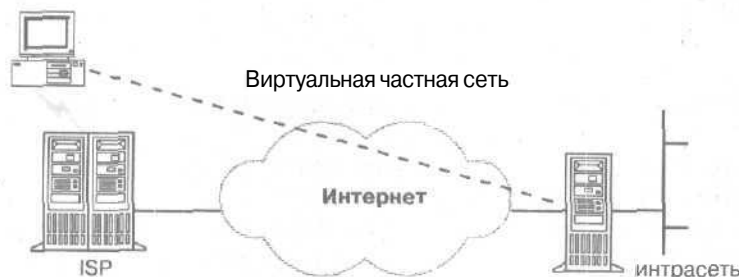 Виртуальная частная сеть
Интернет
ISP
интрасеть